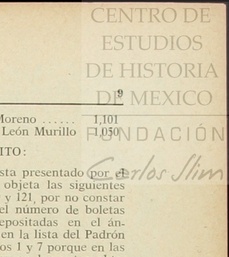 CENTRO DE
ESTUDIOS
DE HISTORIA
DE MEXICO
9
Moreno ...... 1,101
León Murillo 1,050
FUNDACIÓN
ITO:
Carlos Slim
sta presentado por el
objeta las siguientes
y 121, por no constar
el número de boletas
epositadas en el án-
en la lista del Padrón
os 1 y 7 porque en las